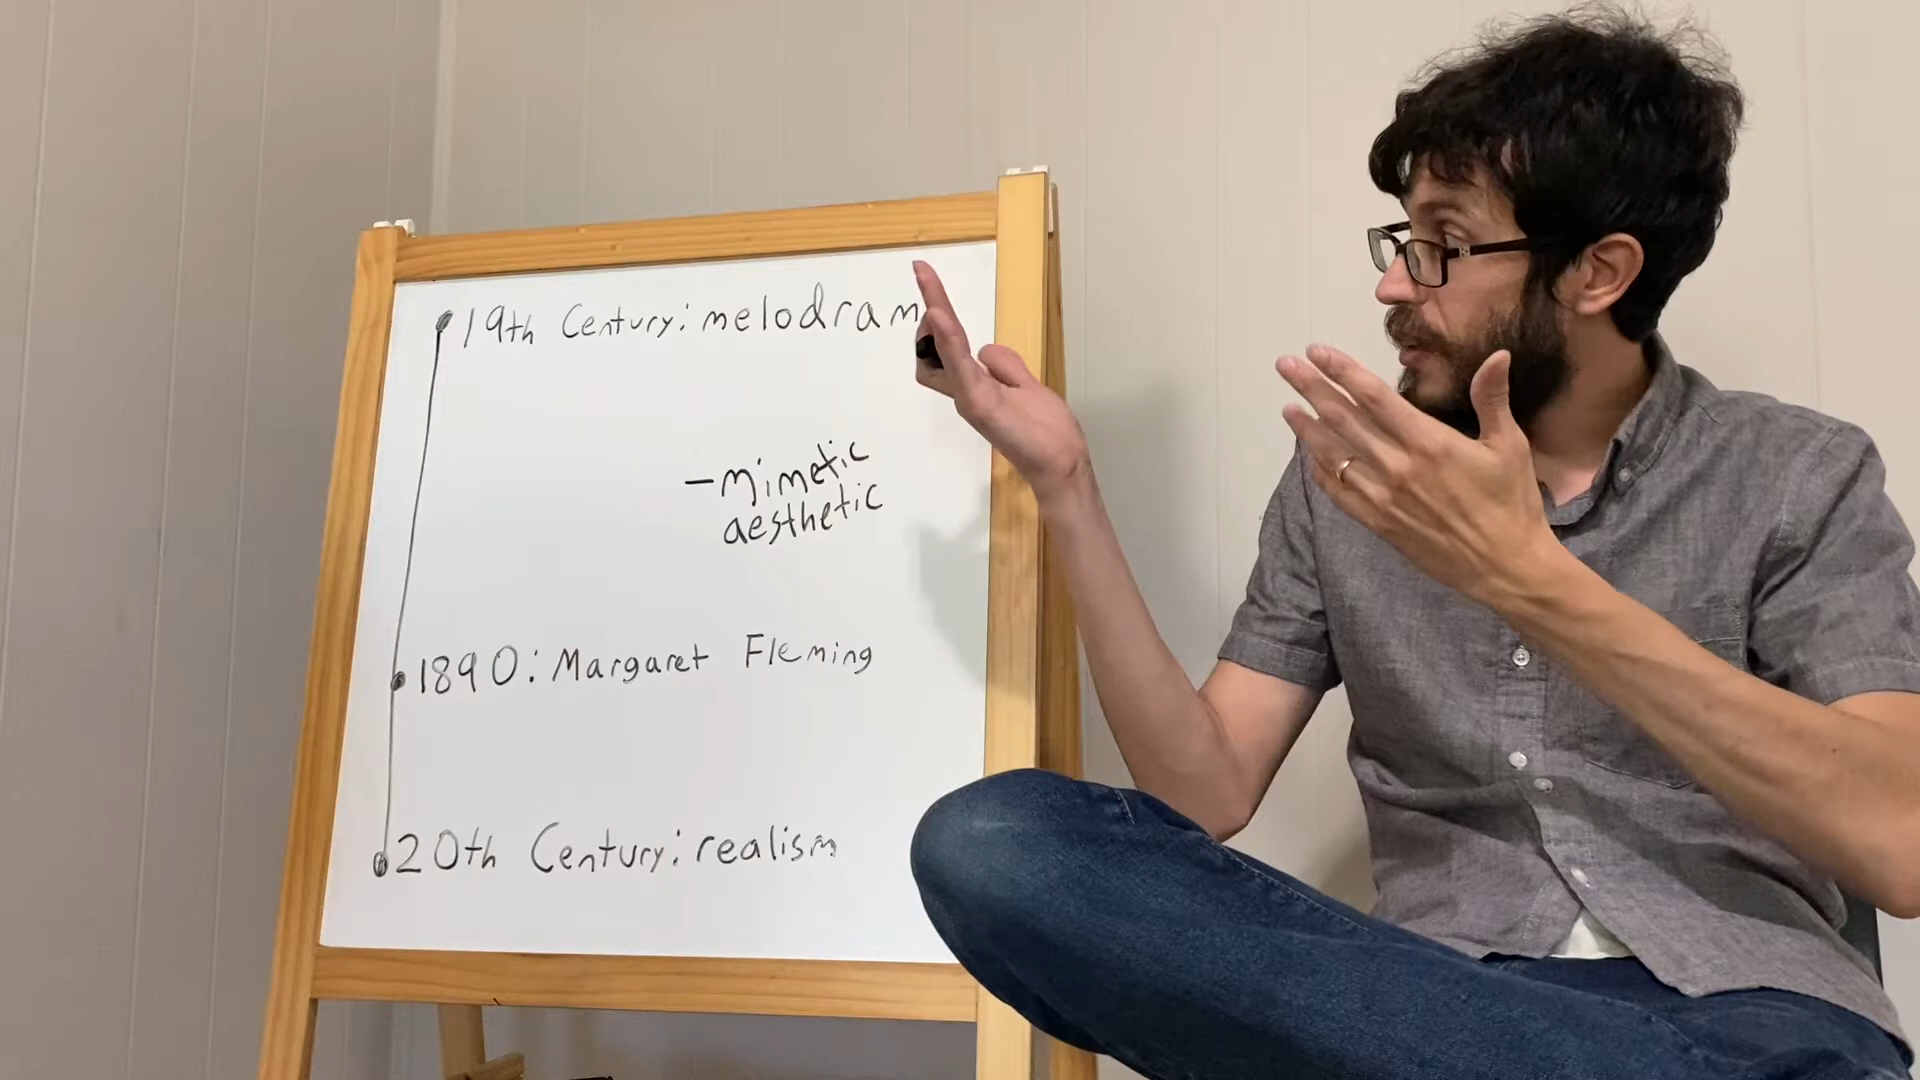 19th Century: melodram
- mimetic
aesthetic
1890: Margaret Fleming
20th Century: realism